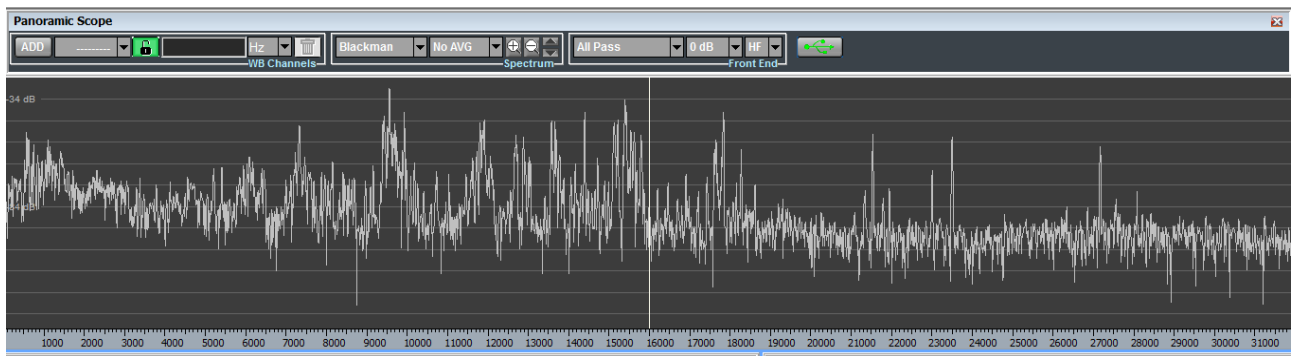 Panoramic Scope
ADD --------- Hz Blackman No AVG All Pass 0 dB HF
WB Channels Spectrum Front End
-34 dB
1000 2000 3000 4000 5000 6000 7000 8000 9000 10000 11000 12000 13000 14000 15000 16000 17000 18000 19000 20000 21000 22000 23000 24000 25000 26000 27000 28000 29000 30000 31000